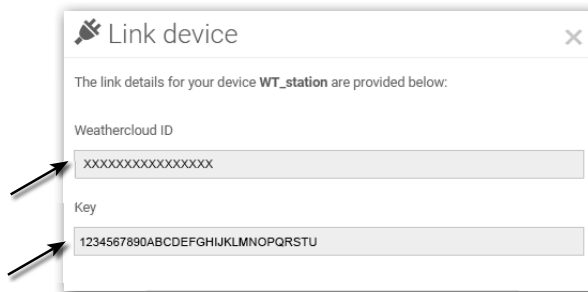 Link device
The link details for your device WT_station are provided below:
Weathercloud ID
XXXXXXXXXXXXXXXX
Key
1234567890ABCDEFGHIJKLMNOPQRSTU